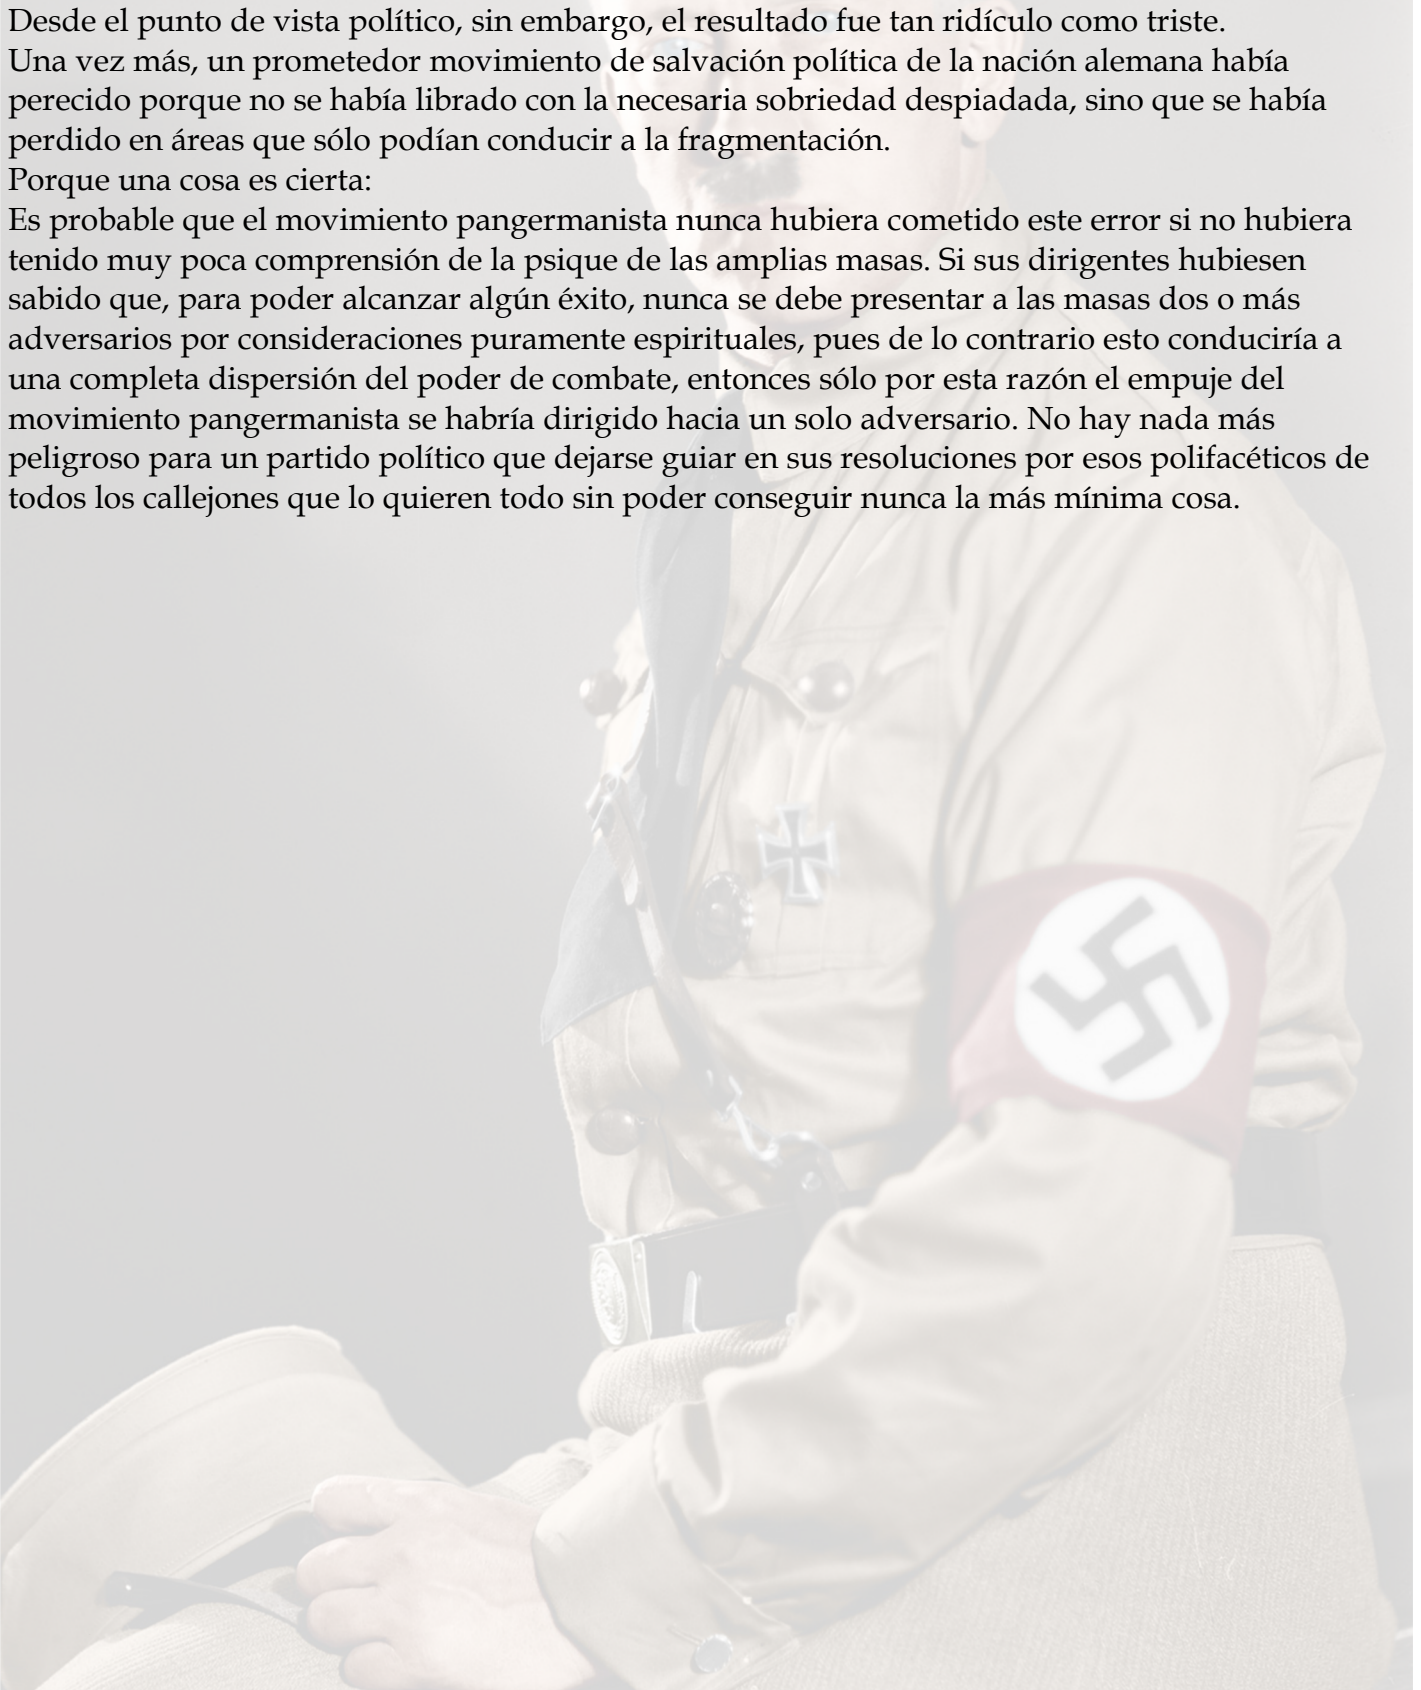 Desde el punto de vista político, sin embargo, el resultado fue tan ridículo como triste.
Una vez más, un prometedor movimiento de salvación política de la nación alemana había
perecido porque no se había librado con la necesaria sobriedad despiadada, sino que se había
perdido en áreas que sólo podían conducir a la fragmentación.
Porque una cosa es cierta:
Es probable que el movimiento pangermanista nunca hubiera cometido este error si no hubiera
tenido muy poca comprensión de la psique de las amplias masas. Si sus dirigentes hubiesen
sabido que, para poder alcanzar algún éxito, nunca se debe presentar a las masas dos o más
adversarios por consideraciones puramente espirituales, pues de lo contrario esto conduciría a
una completa dispersión del poder de combate, entonces sólo por esta razón el empuje del
movimiento pangermanista se habría dirigido hacia un solo adversario. No hay nada más
peligroso para un partido político que dejarse guiar en sus resoluciones por esos polifacéticos de
todos los callejones que lo quieren todo sin poder conseguir nunca la más mínima cosa.